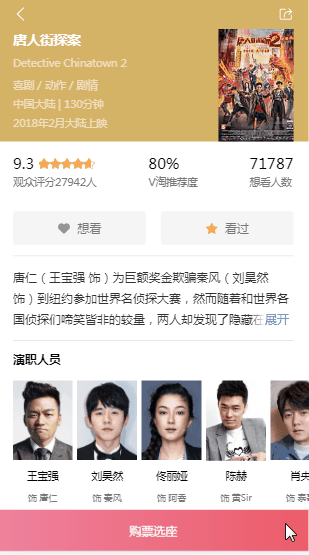 唐人街探案
Detective Chinatown 2
喜剧 / 动作 / 剧情
中国大陆 | 130分钟
2018年2月大陆上映
唐人街探案2
9.3
80%
71787
观众评分27942人
V淘推荐度
想看人数
想看
看过
唐仁（王宝强 饰）为巨额奖金欺骗秦风（刘昊然
饰）到纽约参加世界名侦探大赛，然而随着和世界各
国侦探们啼笑皆非的较量，两人却发现了隐藏在 展开
演职人员
王宝强
刘昊然
佟丽娅
陈赫
肖央
饰 唐仁
饰 秦风
饰 阿香
饰 黄Sir
饰 泰
购票选座